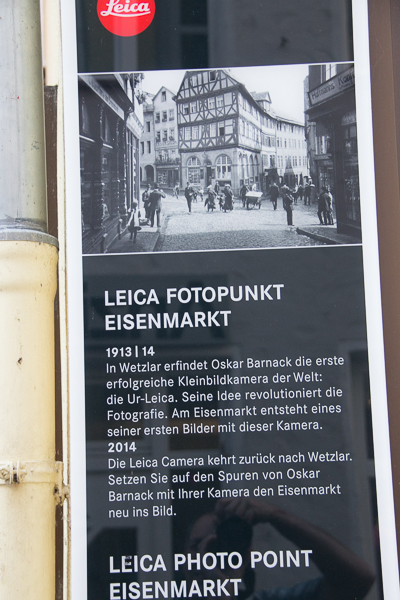 Leica
LEICA FOTOPUNKT
EISENMARKT
1913 | 14
In Wetzlar erfindet Oskar Barnack die erste
erfolgreiche Kleinbildkamera der Welt:
die Ur-Leica. Seine Idee revolutioniert die
Fotografie. Am Eisenmarkt entsteht eines
seiner ersten Bilder mit dieser Kamera.
2014
Die Leica Camera kehrt zurück nach Wetzlar.
Setzen Sie auf den Spuren von Oskar
Barnack mit Ihrer Kamera den Eisenmarkt
neu ins Bild.
LEICA PHOTO POINT
EISENMARKT